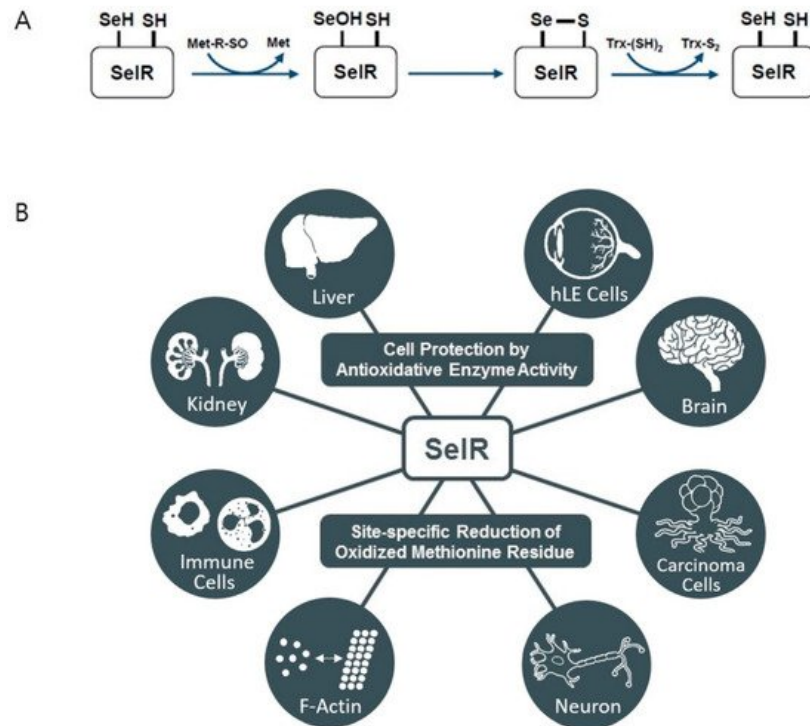 A
SeH SH
SelR
Met-R-SO Met
SeOH SH
SelR
Se — S
SelR
Trx-(SH)₂ Trx-S₂
SeH SH
SelR
B
Liver
hLE Cells
Cell Protection by
Antioxidative Enzyme Activity
Kidney
Brain
SelR
Immune
Cells
Site-specific Reduction of
Oxidized Methionine Residue
Carcinoma
Cells
F-Actin
Neuron